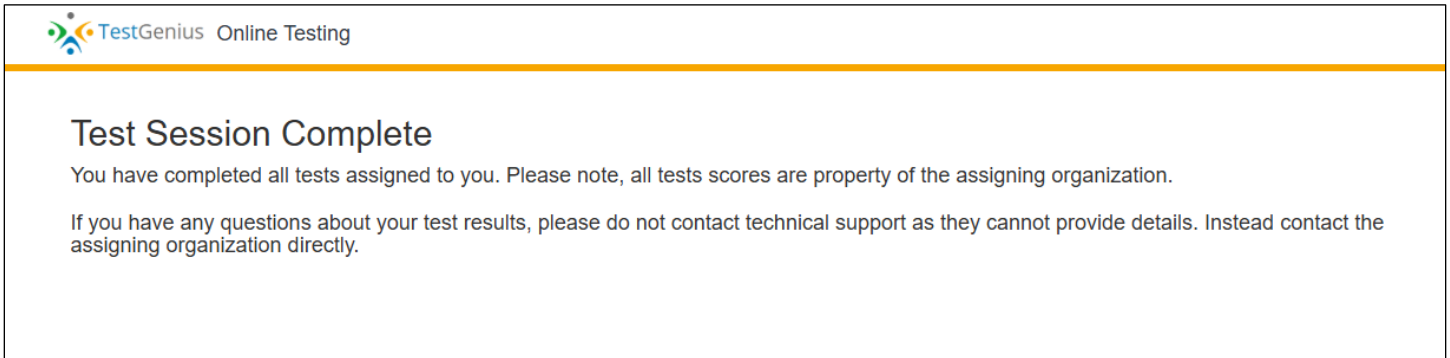 TestGenius Online Testing
Test Session Complete
You have completed all tests assigned to you. Please note, all tests scores are property of the assigning organization.
If you have any questions about your test results, please do not contact technical support as they cannot provide details. Instead contact the
assigning organization directly.